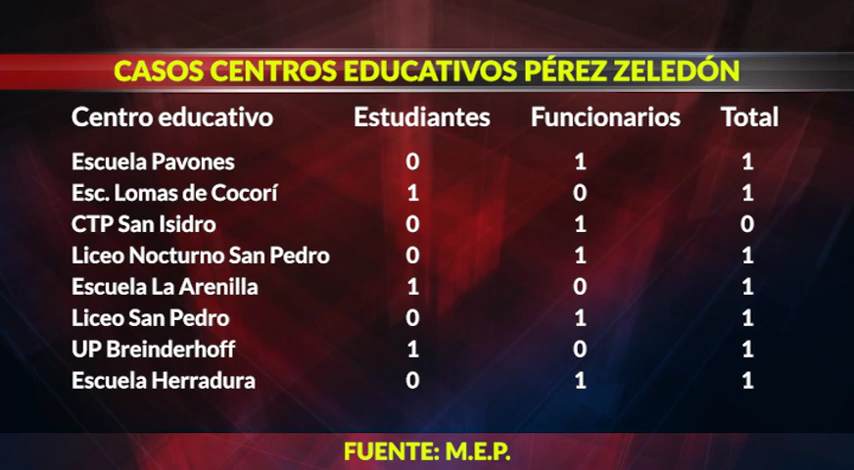 CASOS CENTROS EDUCATIVOS PÉREZ ZELEDÓN
Centro educativo Estudiantes Funcionarios Total
Escuela Pavones 0 1 1
Esc. Lomas de Cocorí 1 0 1
CTP San Isidro 0 1 0
Liceo Nocturno San Pedro 0 1 1
Escuela La Arenilla 1 0 1
Liceo San Pedro 0 1 1
UP Breinderhoff 1 0 1
Escuela Herradura 0 1 1
FUENTE: M.E.P.